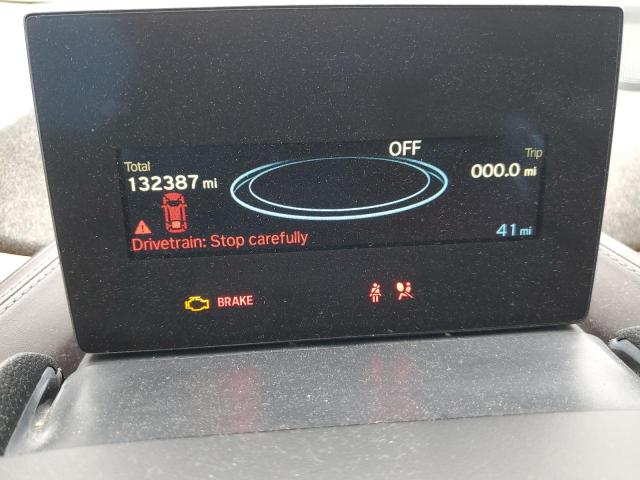 OFF
Total
Trip
132387 mi
000.0 mi
Drivetrain: Stop carefully
41 mi
BRAKE